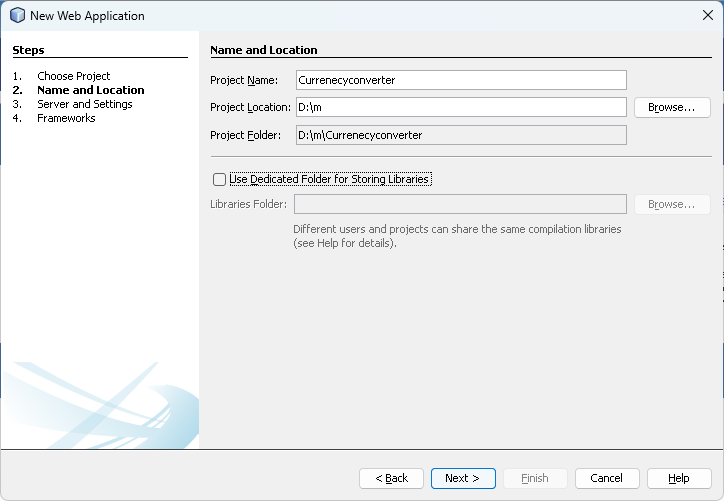 New Web Application
Steps
1. Choose Project
2. Name and Location
3. Server and Settings
4. Frameworks
Name and Location
Project Name: Currenecyconverter
Project Location: D:\m Browse...
Project Folder: D:\m\Currenecyconverter
Use Dedicated Folder for Storing Libraries
Libraries Folder: Browse...
Different users and projects can share the same compilation libraries
(see Help for details).
< Back Next > Finish Cancel Help